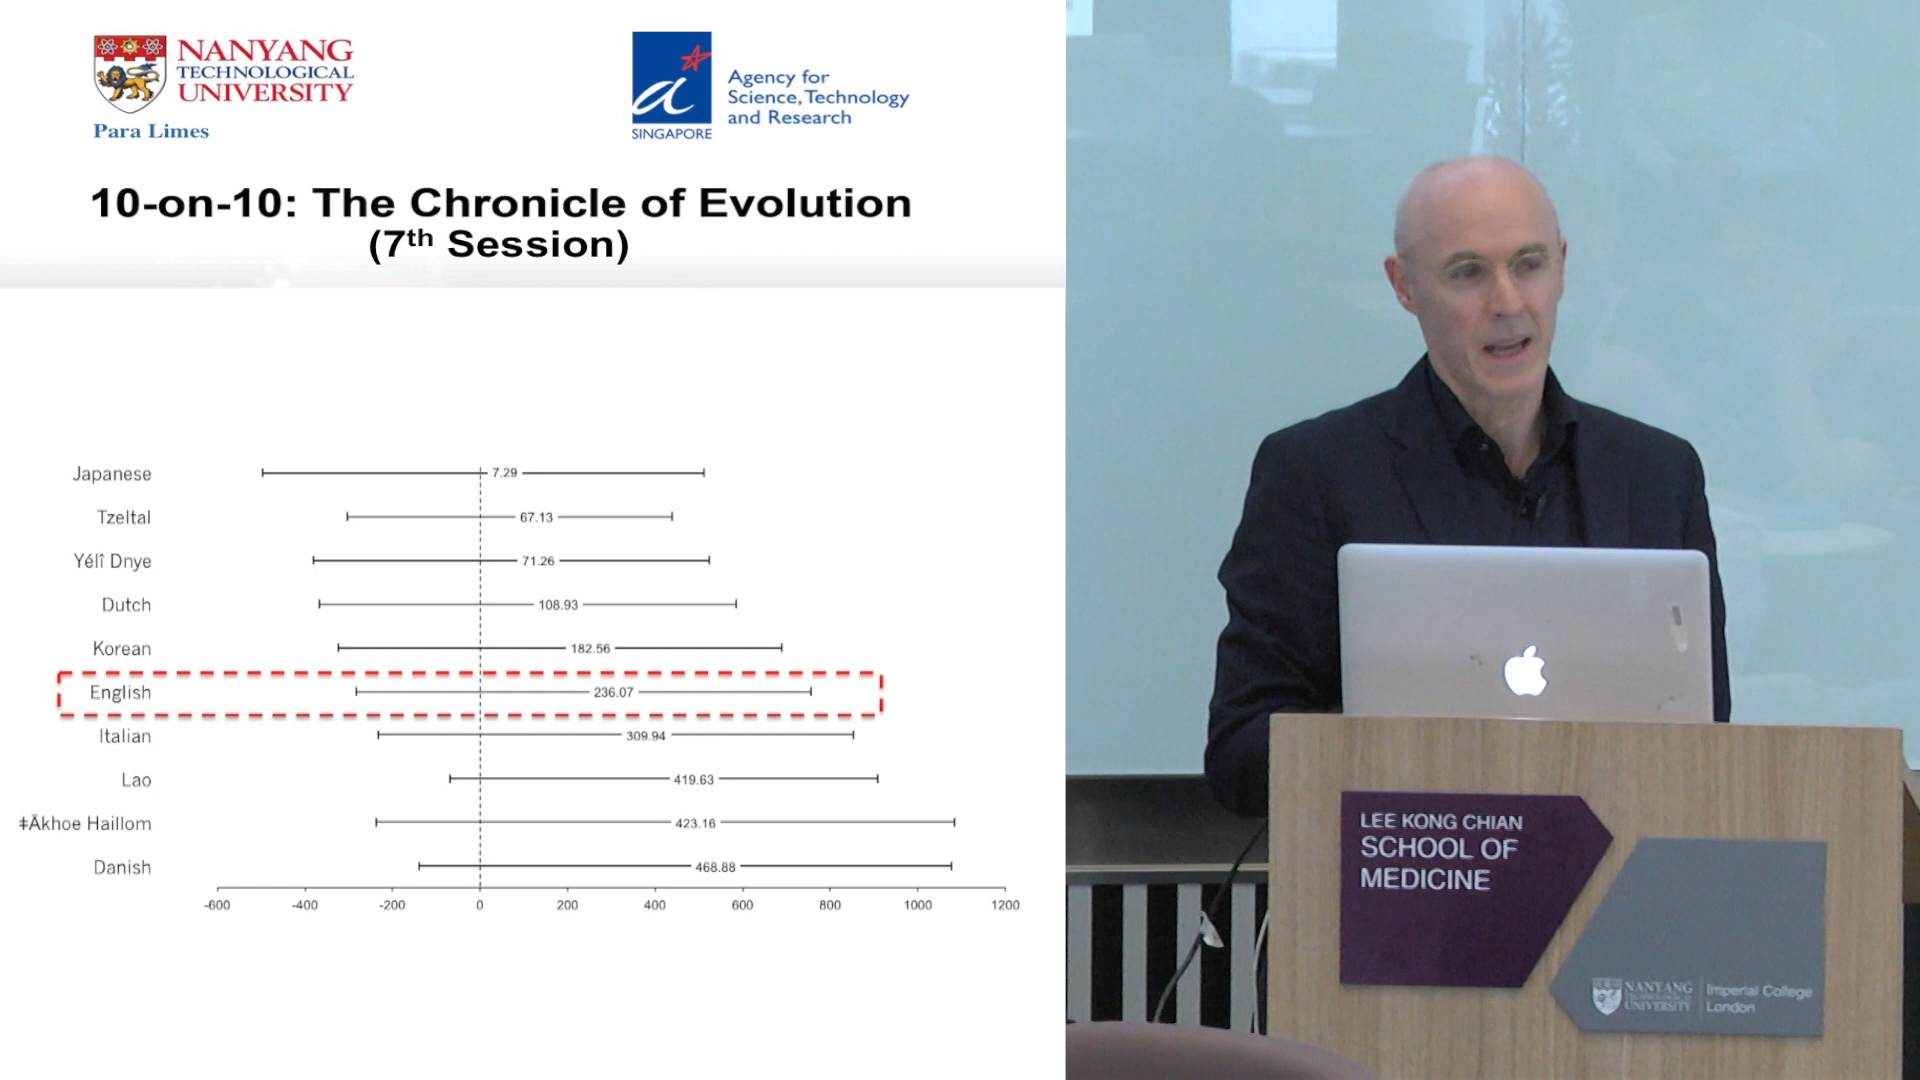 NANYANG
TECHNOLOGICAL
UNIVERSITY
Para Limes
SINGAPORE
Agency for
Science, Technology
and Research
10-on-10: The Chronicle of Evolution
(7th Session)
Japanese 7.29
Tzeltal 67.13
Yélî Dnye 71.26
Dutch 108.93
Korean 182.56
English 236.07
Italian 309.94
Lao 419.63
ǂĀkhoe Haillom 423.16
Danish 468.88
-600 -400 -200 0 200 400 600 800 1000 1200
LEE KONG CHIAN
SCHOOL OF
MEDICINE
NANYANG
TECHNOLOGICAL
UNIVERSITY
Imperial College
London